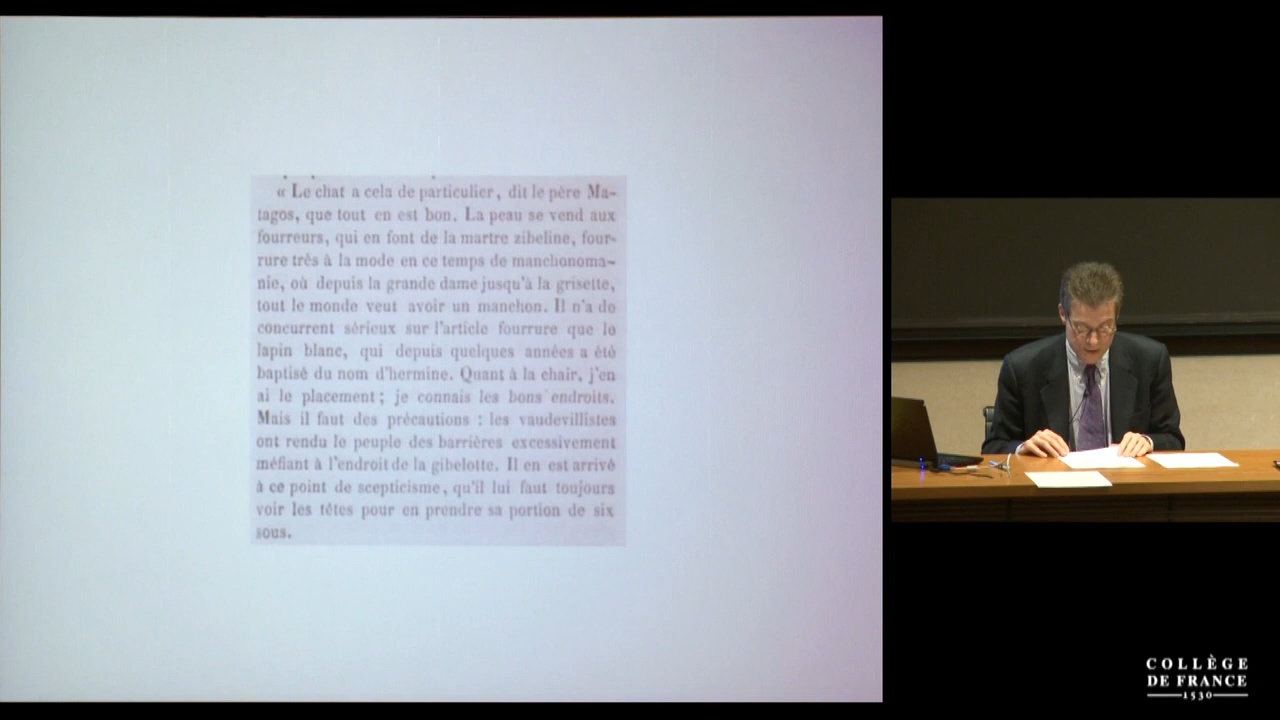 « Le chat a cela de particulier, dit le père Ma-
tagos, que tout en est bon. La peau se vend aux
fourreurs, qui en font de la martre zibeline, four-
rure très à la mode en ce temps de manchonoma-
nie, où depuis la grande dame jusqu'à la grisette,
tout le monde veut avoir un manchon. Il n'a de
concurrent sérieux sur l'article fourrure que le
lapin blanc, qui depuis quelques années a été
baptisé du nom d'hermine. Quant à la chair, j'en
ai le placement ; je connais les bons endroits.
Mais il faut des précautions : les vaudevillistes
ont rendu le peuple des barrières excessivement
méfiant à l'endroit de la gibelotte. Il en est arrivé
à ce point de scepticisme, qu'il lui faut toujours
voir les têtes pour en prendre sa portion de six
sous.
COLLÈGE
DE FRANCE
1530